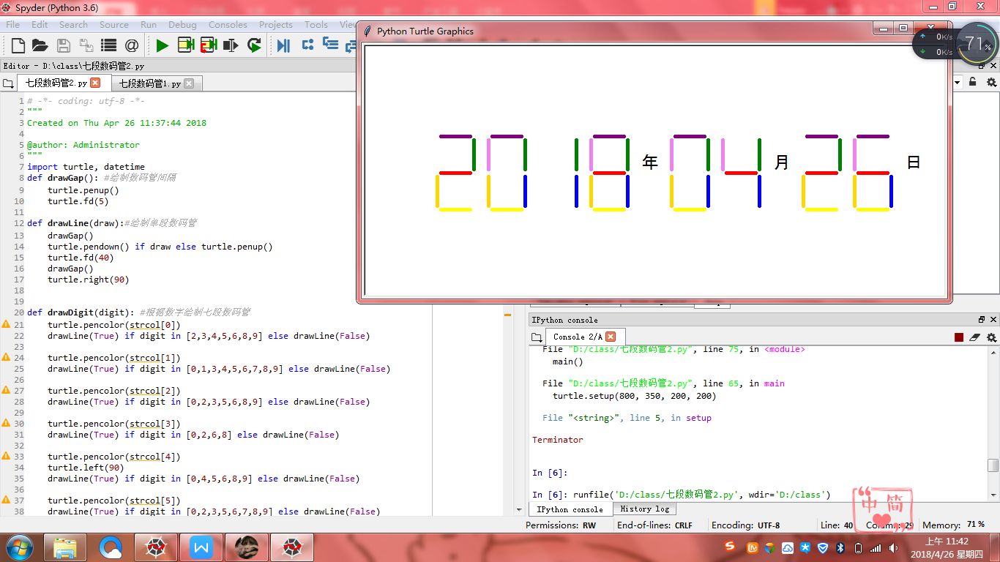 Spyder (Python 3.6)
File Edit Search Source Run Debug Consoles Projects Tools View
Editor - D:\class\七段数码管2.py
七段数码管2.py 七段数码管1.py
1 # -*- coding: utf-8 -*-
2 """
3 Created on Thu Apr 26 11:37:44 2018
4
5 @author: Administrator
6 """
7 import turtle, datetime
8 def drawGap(): #绘制数码管间隔
9 turtle.penup()
10 turtle.fd(5)
11
12 def drawLine(draw):#绘制单段数码管
13 drawGap()
14 turtle.pendown() if draw else turtle.penup()
15 turtle.fd(40)
16 drawGap()
17 turtle.right(90)
18
19
20 def drawDigit(digit): #根据数字绘制七段数码管
21 turtle.pencolor(strcol[0])
22 drawLine(True) if digit in [2,3,4,5,6,8,9] else drawLine(False)
23
24 turtle.pencolor(strcol[1])
25 drawLine(True) if digit in [0,1,3,4,5,6,7,8,9] else drawLine(False)
26
27 turtle.pencolor(strcol[2])
28 drawLine(True) if digit in [0,2,3,5,6,8,9] else drawLine(False)
29
30 turtle.pencolor(strcol[3])
31 drawLine(True) if digit in [0,2,6,8] else drawLine(False)
32
33 turtle.pencolor(strcol[4])
34 turtle.left(90)
35 drawLine(True) if digit in [0,4,5,6,8,9] else drawLine(False)
36
37 turtle.pencolor(strcol[5])
38 drawLine(True) if digit in [0,2,3,5,6,7,8,9] else drawLine(False)
Python Turtle Graphics
0K/s
0K/s
71%
2018年04月26日
IPython console
Console 2/A
File "D:/class/七段数码管2.py", line 75, in <module>
main()
File "D:/class/七段数码管2.py", line 65, in main
turtle.setup(800, 350, 200, 200)
File "<string>", line 5, in setup
Terminator
In [6]:
In [6]: runfile('D:/class/七段数码管2.py', wdir='D:/class')
IPython console History log
中简
Permissions: RW End-of-lines: CRLF Encoding: UTF-8 Line: 40 Column: 29 Memory: 71 %
上午 11:42
2018/4/26 星期四